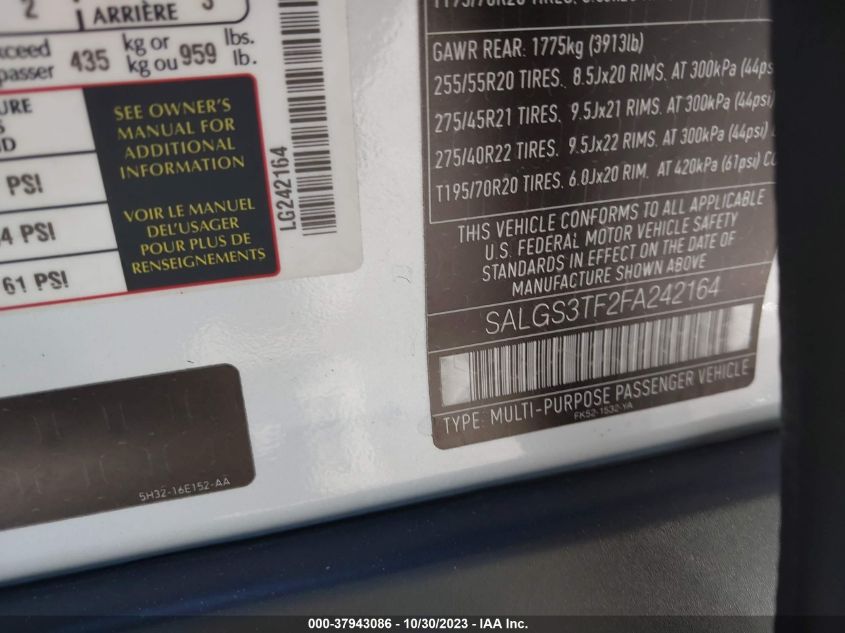 2
ARRIÈRE 3
exceed
passer 435 kg or 959 lbs.
kg ou lb.
SEE OWNER'S
MANUAL FOR
ADDITIONAL
INFORMATION
PSI
VOIR LE MANUEL
DEL'USAGER
POUR PLUS DE
RENSEIGNEMENTS
4 PSI
61 PSI
LG242164
5H32-16E152-AA
GAWR REAR: 1775kg (3913lb)
255/55R20 TIRES. 8.5Jx20 RIMS. AT 300kPa (44psi
275/45R21 TIRES. 9.5Jx21 RIMS. AT 300kPa (44psi)
275/40R22 TIRES. 9.5Jx22 RIMS. AT 300kPa (44psi)
T195/70R20 TIRES. 6.0Jx20 RIM. AT 420kPa (61psi) CO
THIS VEHICLE CONFORMS TO ALL APPLICABLE
U.S. FEDERAL MOTOR VEHICLE SAFETY
STANDARDS IN EFFECT ON THE DATE OF
MANUFACTURE SHOWN ABOVE
SALGS3TF2FA242164
TYPE: MULTI-PURPOSE PASSENGER VEHICLE
FK52-1532-YA
000-37943086 - 10/30/2023 - IAA Inc.